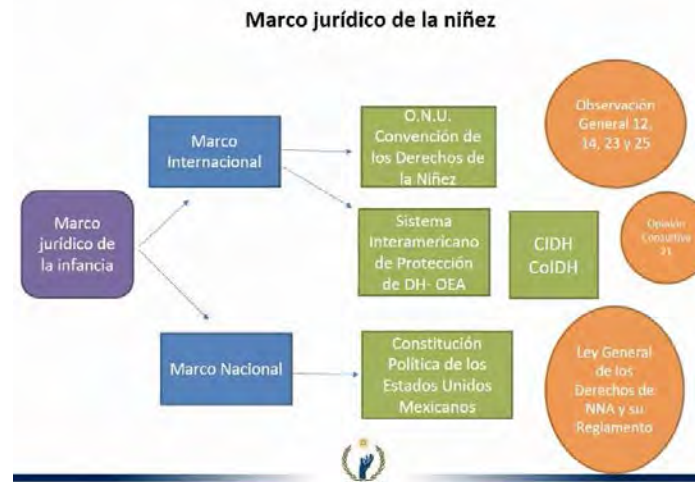 Marco jurídico de la niñez
Marco
jurídico de
la infancia
Marco
Internacional
O.N.U.
Convención de
los Derechos de
la Niñez
Observación
General 12,
14, 23 y 25
Sistema
Interamericano
de Protección
de DH- OEA
CIDH
CoIDH
Opinión
Consultiva
21
Marco Nacional
Constitución
Política de los
Estados Unidos
Mexicanos
Ley General
de los
Derechos de
NNA y su
Reglamento